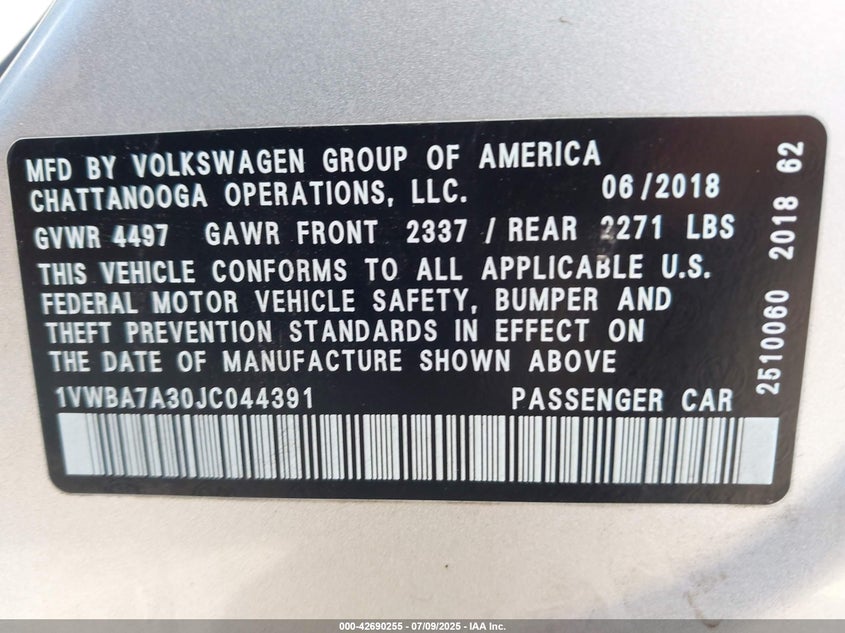 MFD BY VOLKSWAGEN GROUP OF AMERICA
CHATTANOOGA OPERATIONS, LLC. 06/2018
GVWR 4497 GAWR FRONT 2337 / REAR 2271 LBS
THIS VEHICLE CONFORMS TO ALL APPLICABLE U.S.
FEDERAL MOTOR VEHICLE SAFETY, BUMPER AND
THEFT PREVENTION STANDARDS IN EFFECT ON
THE DATE OF MANUFACTURE SHOWN ABOVE
1VWBA7A30JC044391 PASSENGER CAR
2510060 2018 62
000-42690255 - 07/09/2025 - IAA Inc.